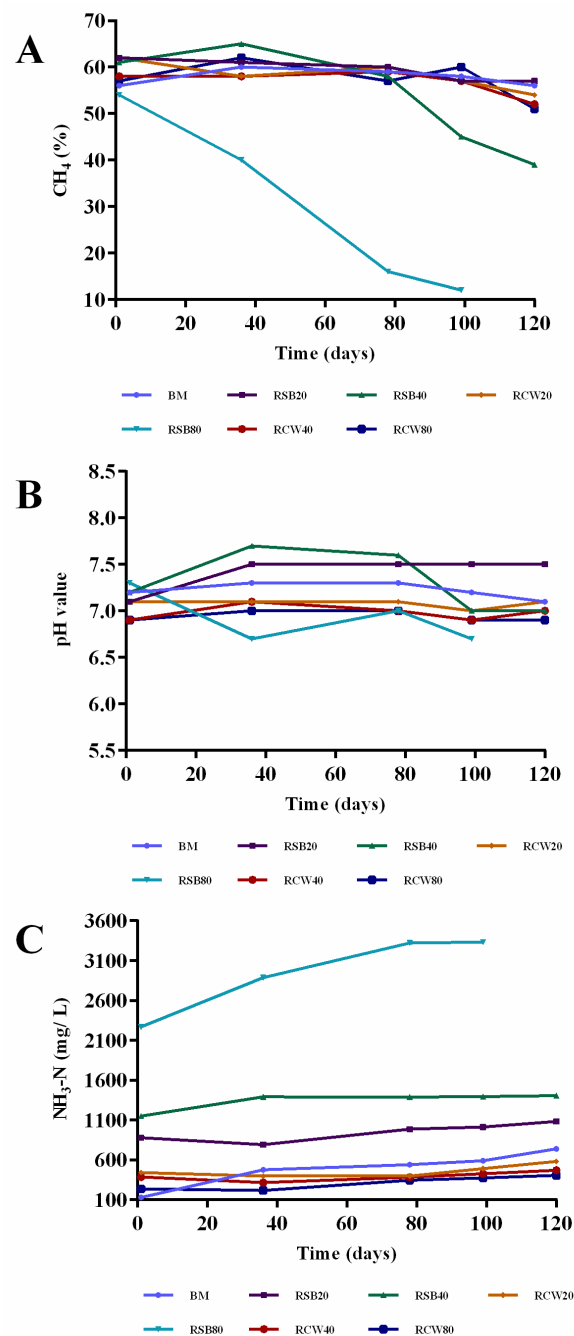 A
70
60
50
40
30
20
10
CH4 (%)
0 20 40 60 80 100 120
Time (days)
BM RSB20 RSB40 RCW20
RSB80 RCW40 RCW80
B
8.5
8.0
7.5
7.0
6.5
6.0
5.5
pH value
0 20 40 60 80 100 120
Time (days)
BM RSB20 RSB40 RCW20
RSB80 RCW40 RCW80
C
3600
3100
2600
2100
1600
1100
600
100
NH3-N (mg/ L)
0 20 40 60 80 100 120
Time (days)
BM RSB20 RSB40 RCW20
RSB80 RCW40 RCW80